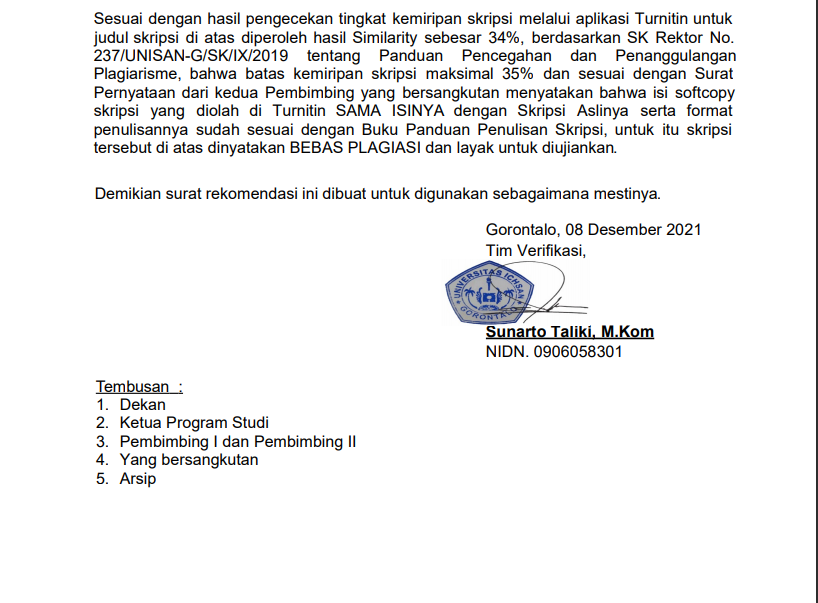 Sesuai dengan hasil pengecekan tingkat kemiripan skripsi melalui aplikasi Turnitin untuk
judul skripsi di atas diperoleh hasil Similarity sebesar 34%, berdasarkan SK Rektor No.
237/UNISAN-G/SK/IX/2019 tentang Panduan Pencegahan dan Penanggulangan
Plagiarisme, bahwa batas kemiripan skripsi maksimal 35% dan sesuai dengan Surat
Pernyataan dari kedua Pembimbing yang bersangkutan menyatakan bahwa isi softcopy
skripsi yang diolah di Turnitin SAMA ISINYA dengan Skripsi Aslinya serta format
penulisannya sudah sesuai dengan Buku Panduan Penulisan Skripsi, untuk itu skripsi
tersebut di atas dinyatakan BEBAS PLAGIASI dan layak untuk diujiankan.
Demikian surat rekomendasi ini dibuat untuk digunakan sebagaimana mestinya.
Gorontalo, 08 Desember 2021
Tim Verifikasi,
UNIVERSITAS ICHSAN
GORONTALO
Sunarto Taliki, M.Kom
NIDN. 0906058301
Tembusan :
1. Dekan
2. Ketua Program Studi
3. Pembimbing I dan Pembimbing II
4. Yang bersangkutan
5. Arsip